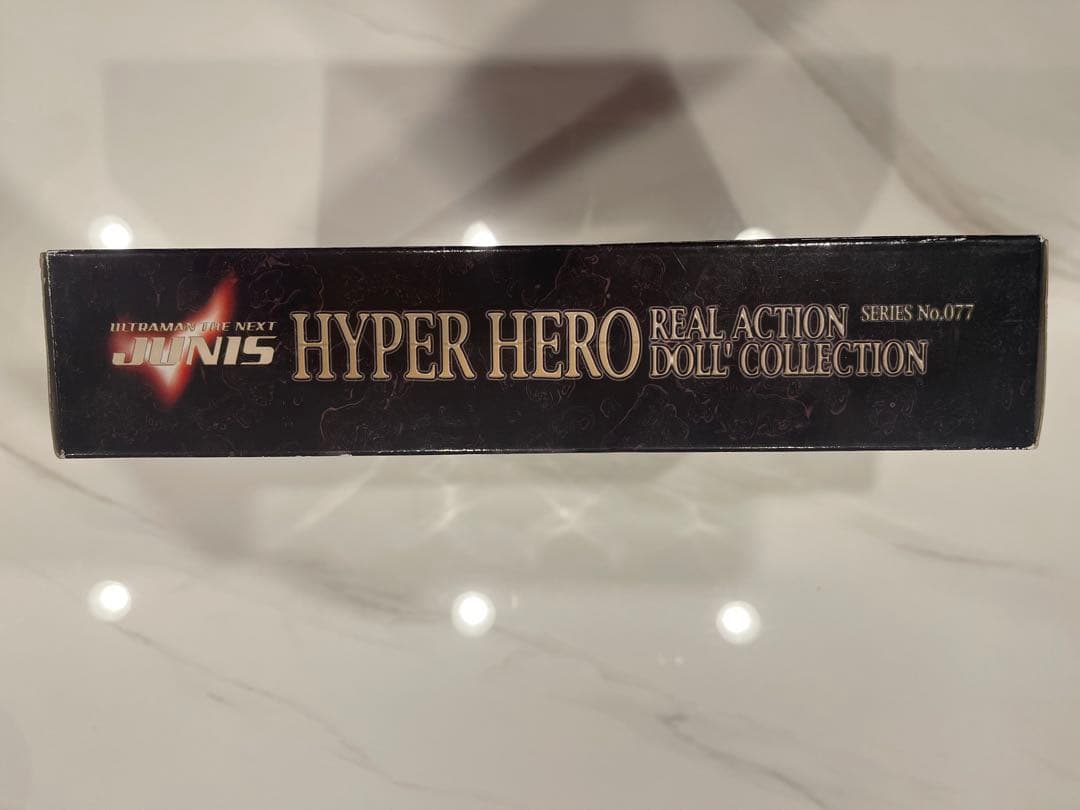 ULTRAMAN THE NEXT
JUNIS
HYPER HERO
REAL ACTION
DOLL' COLLECTION
SERIES No.077